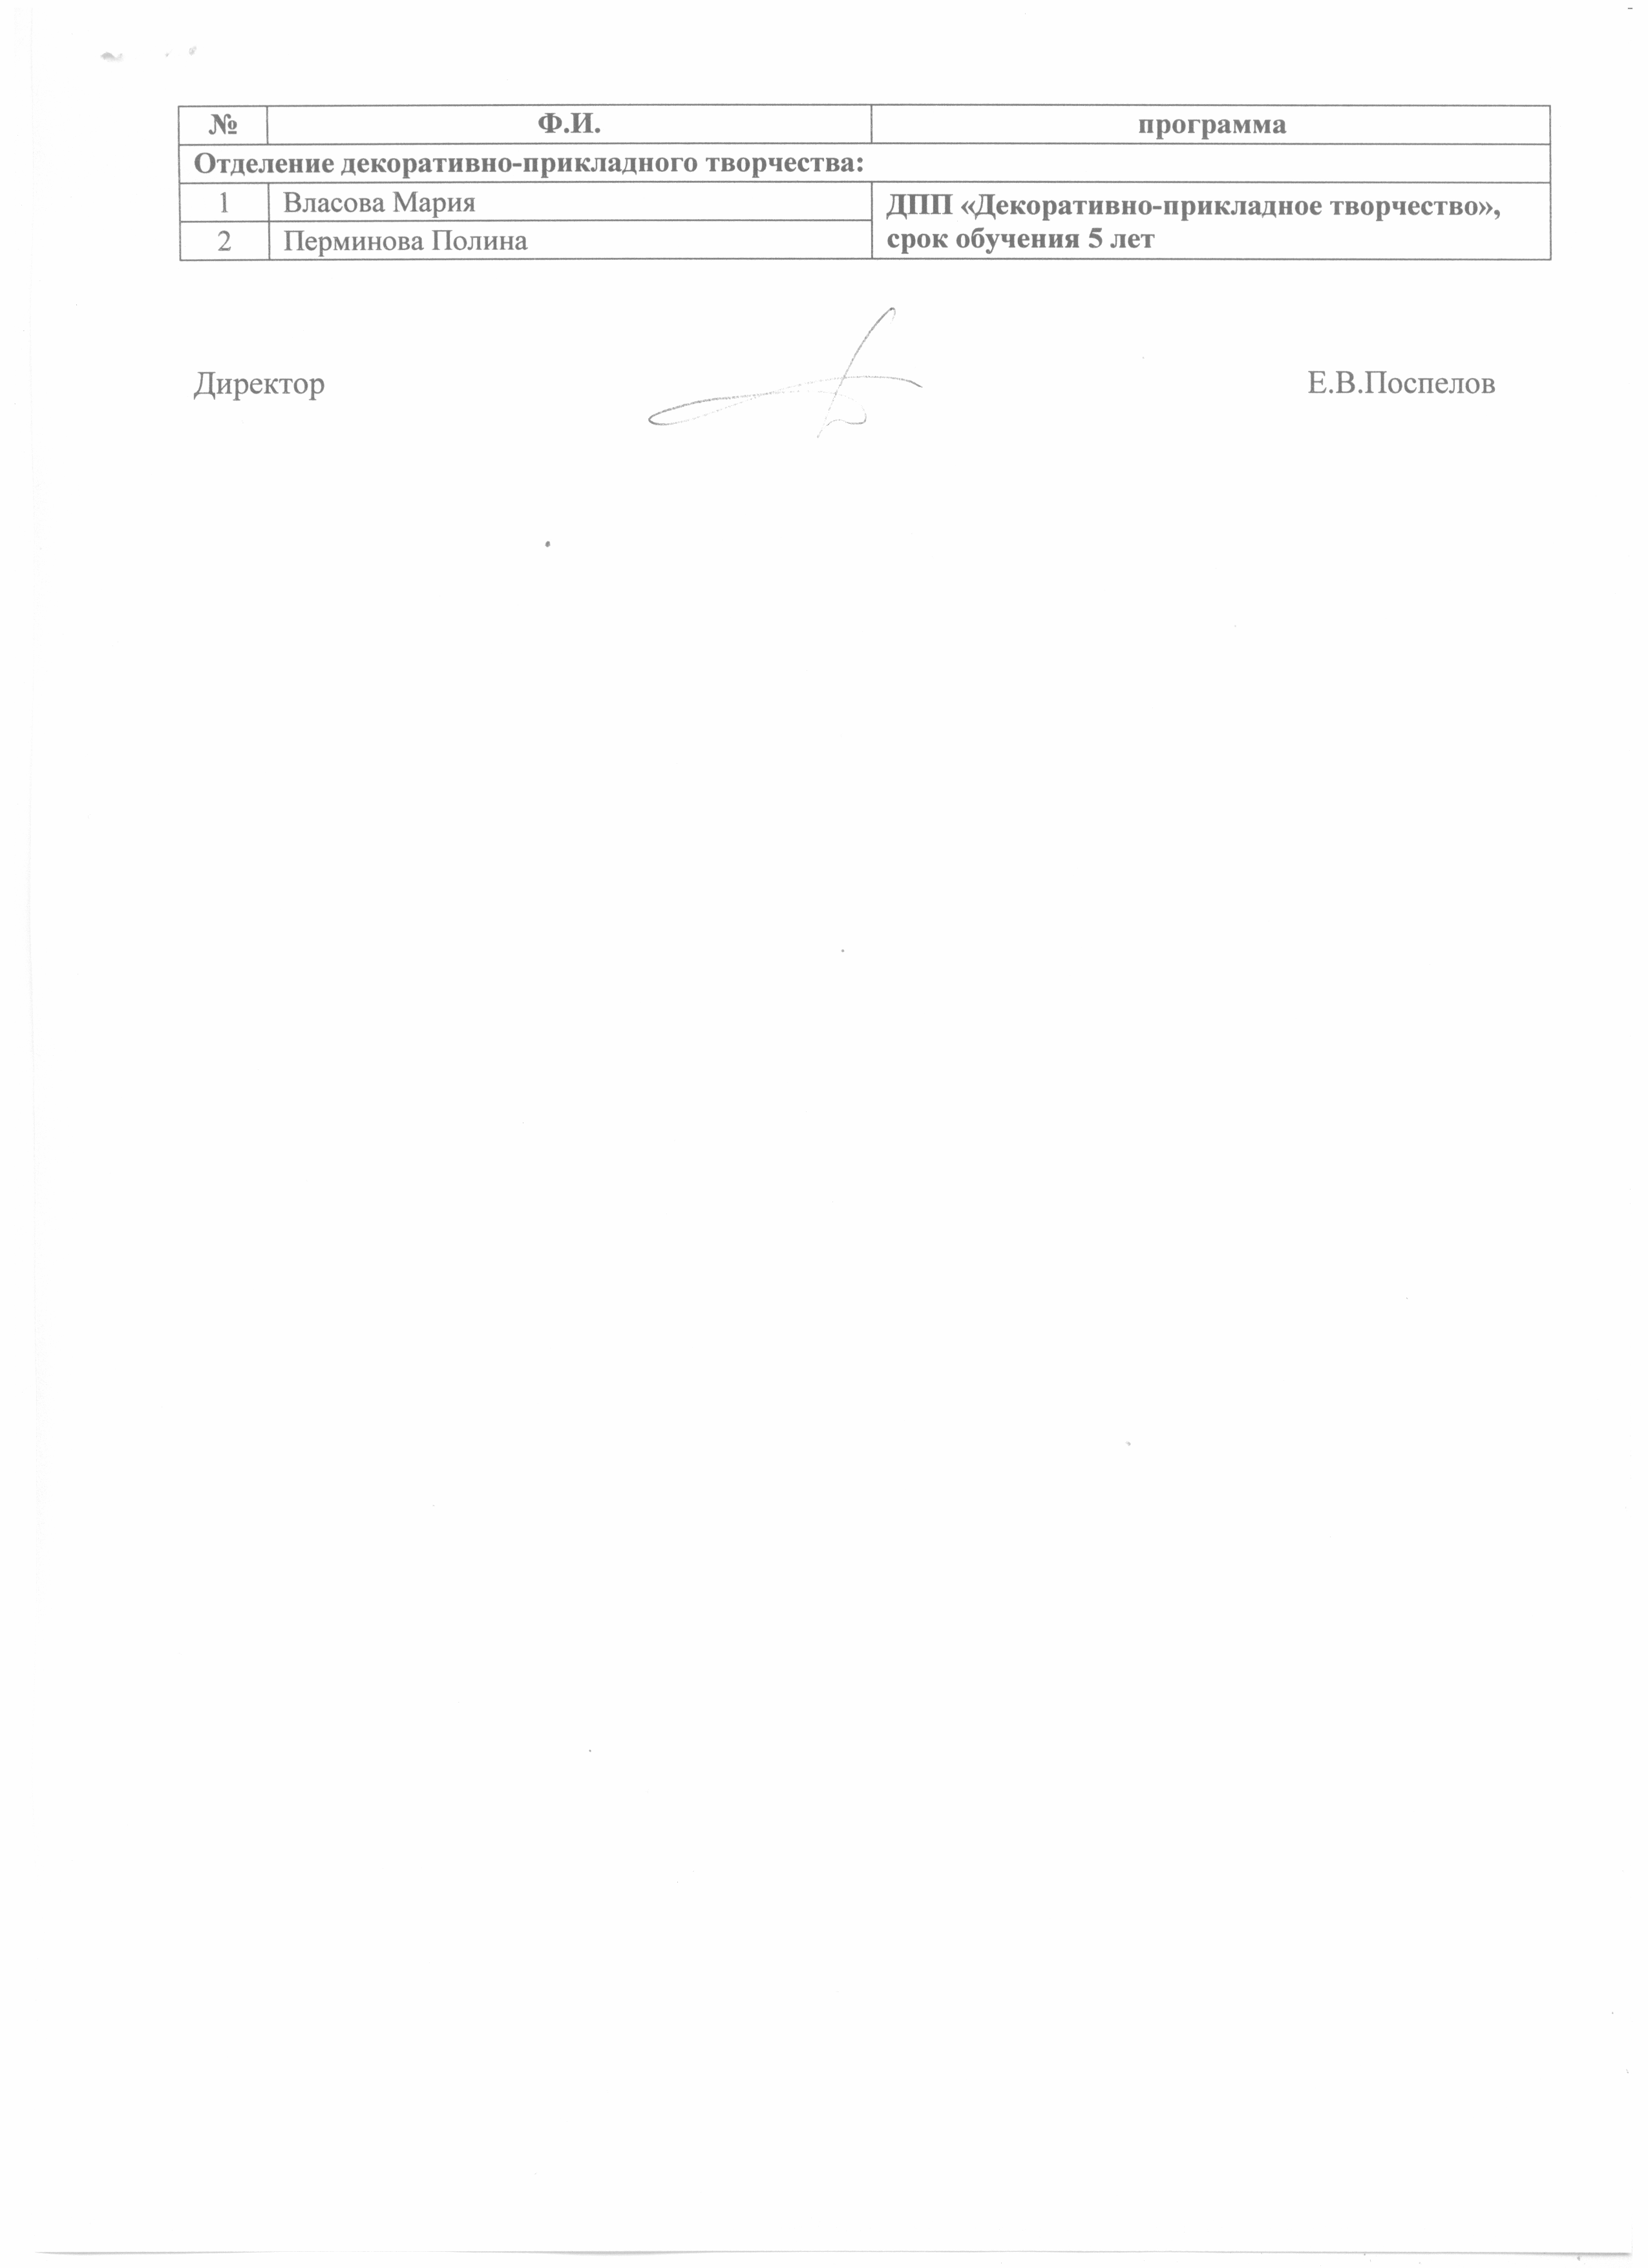 № Ф.И. программа
Отделение декоративно-прикладного творчества:
1 Власова Мария
ДПП «Декоративно-прикладное творчество»,
срок обучения 5 лет
2 Перминова Полина
Директор Е.В.Поспелов